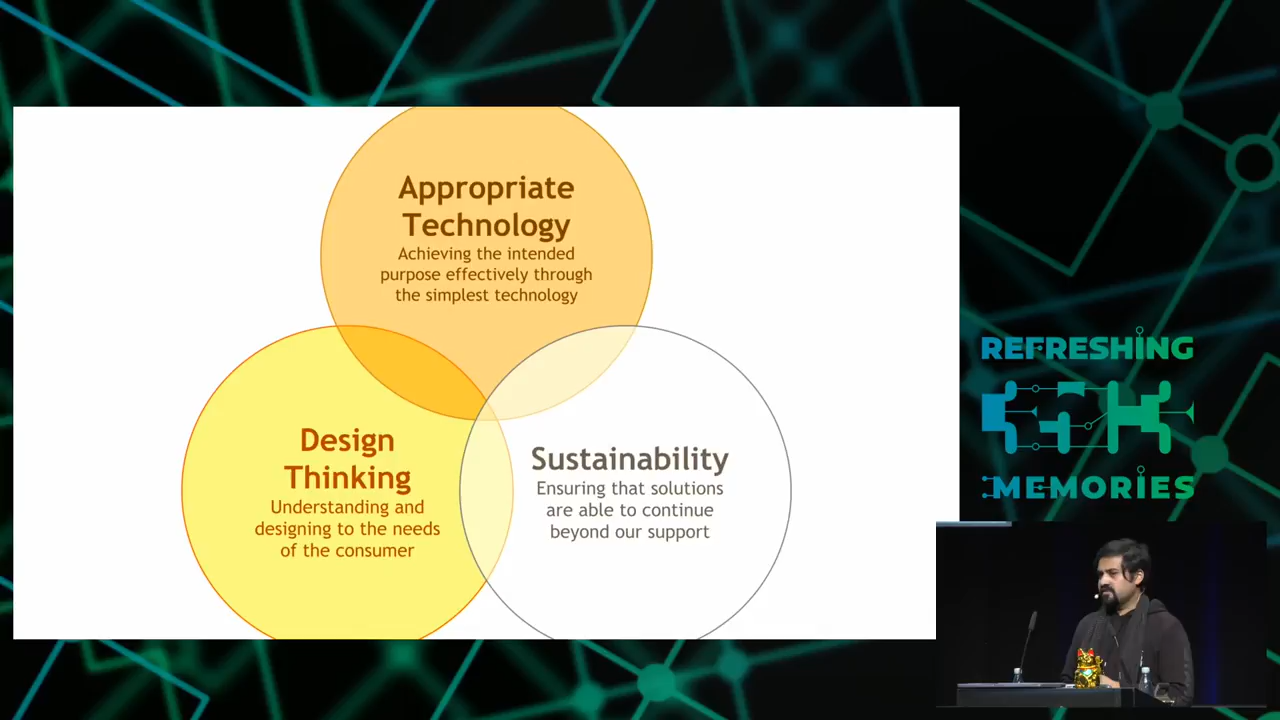 Appropriate
Technology
Achieving the intended
purpose effectively through
the simplest technology
Design
Thinking
Understanding and
designing to the needs
of the consumer
Sustainability
Ensuring that solutions
are able to continue
beyond our support
REFRESHING
35K3
:MEMORIES